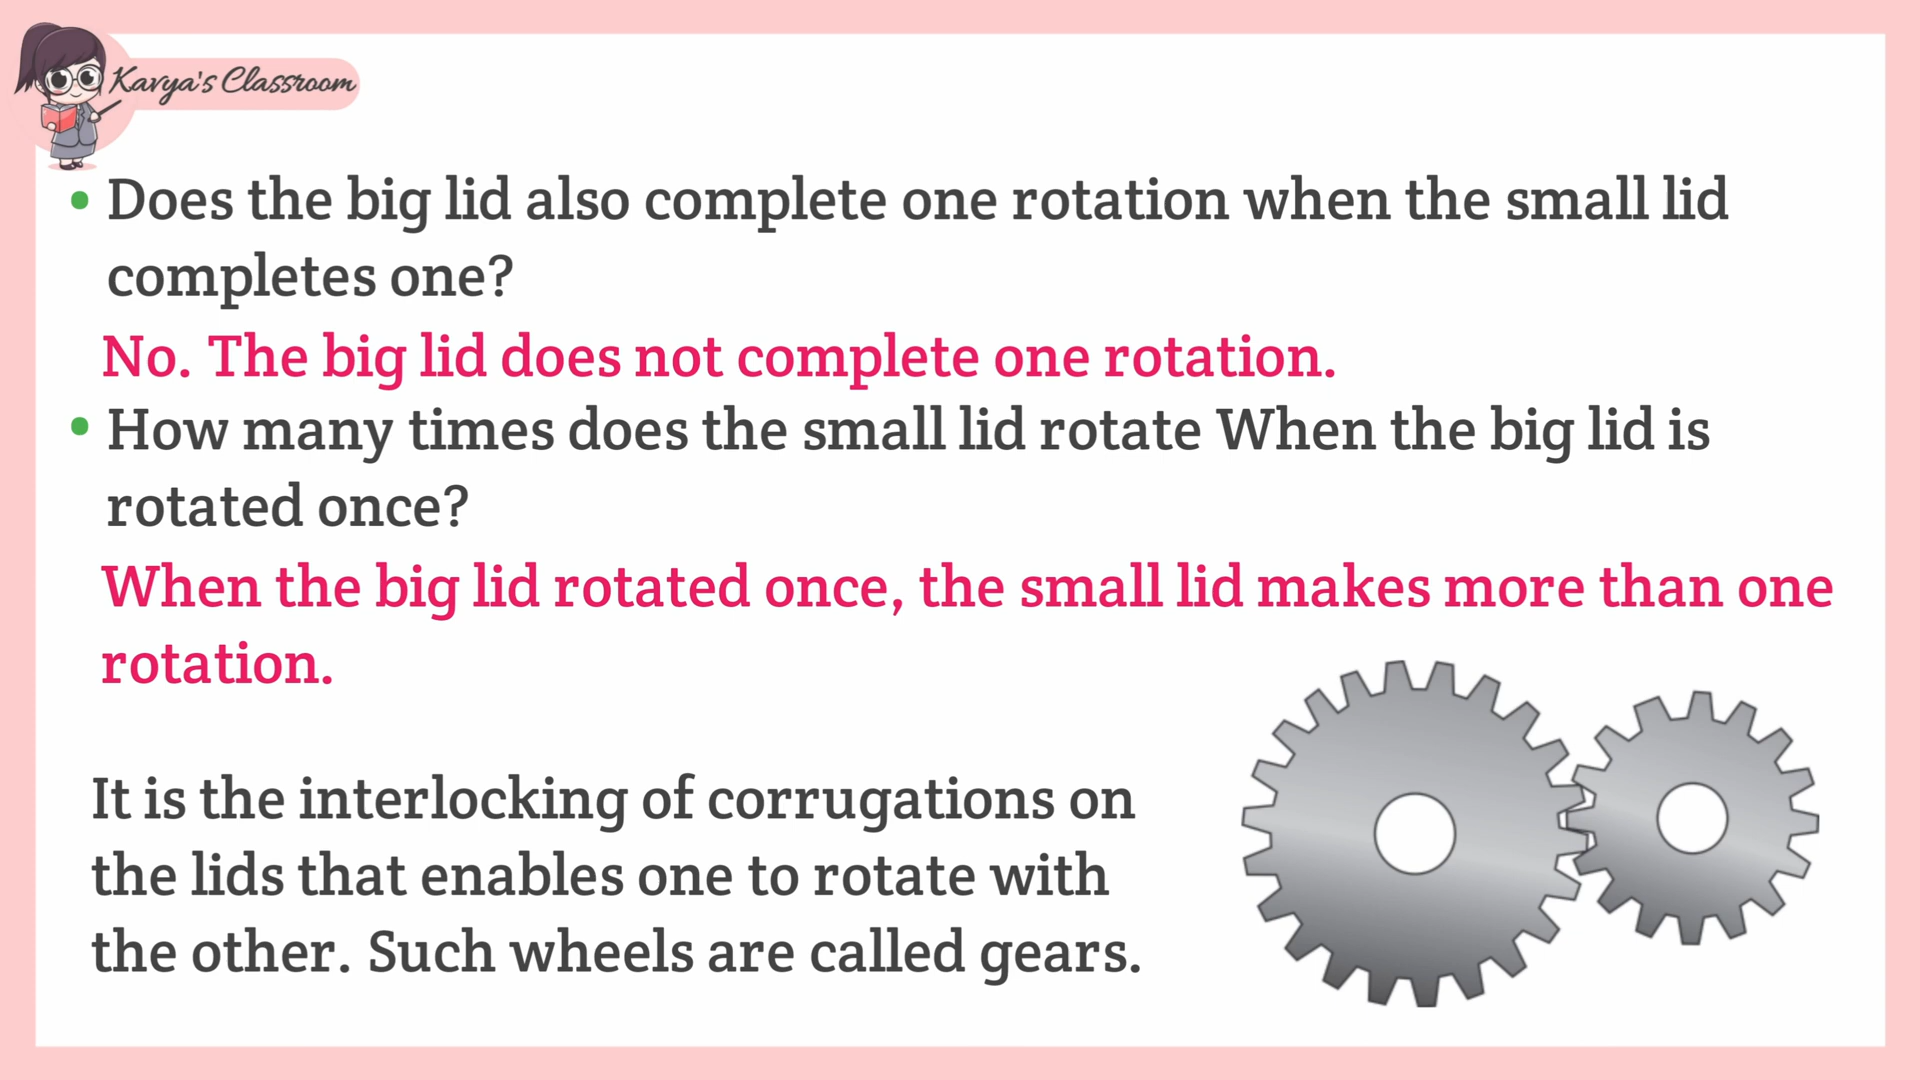 Kavya's Classroom
• Does the big lid also complete one rotation when the small lid
completes one?
No. The big lid does not complete one rotation.
• How many times does the small lid rotate When the big lid is
rotated once?
When the big lid rotated once, the small lid makes more than one
rotation.
It is the interlocking of corrugations on
the lids that enables one to rotate with
the other. Such wheels are called gears.